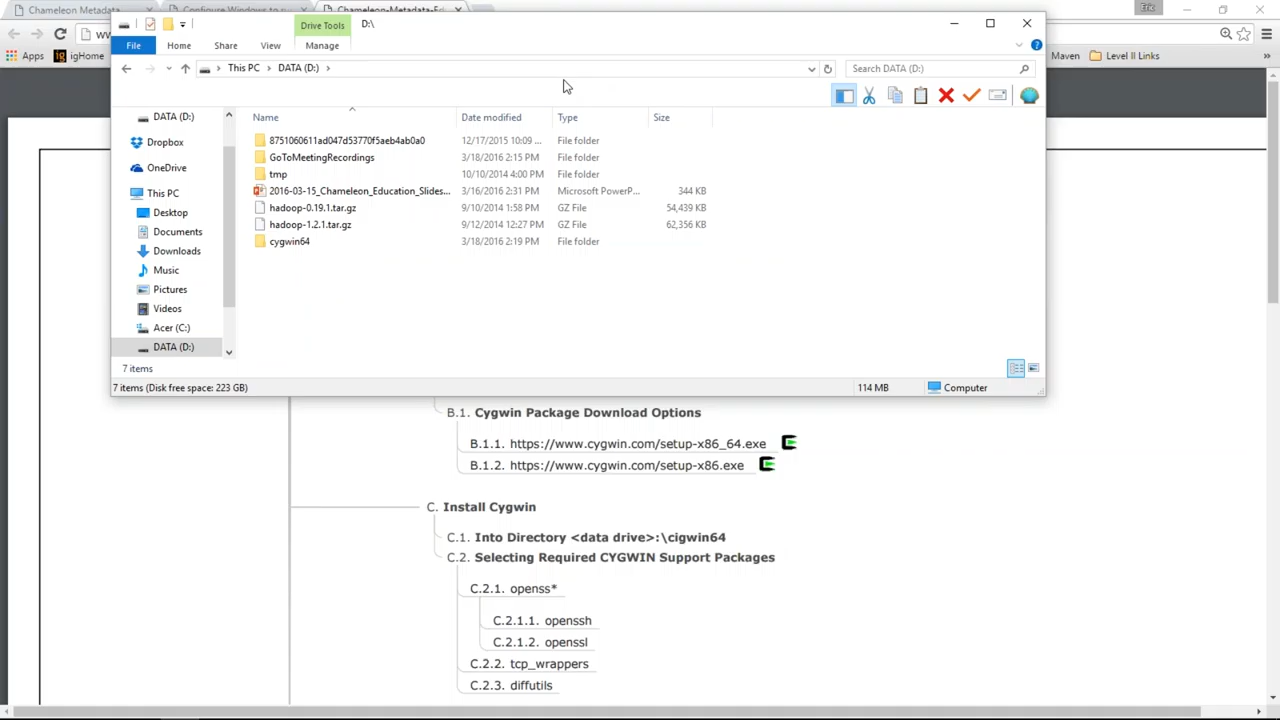 Chameleon Metadata
Configure Windows to s
Chameleon-Metadata-Ed
Erik
Drive Tools
D:\
File
Home
Share
View
Manage
This PC
DATA (D:)
Search DATA (D:)
Apps
igHome
Maven
Level II Links
Name
Date modified
Type
Size
DATA (D:)
Dropbox
OneDrive
This PC
Desktop
Documents
Downloads
Music
Pictures
Videos
Acer (C:)
DATA (D:)
8751060611ad047d53770f5aeb4ab0a0 12/17/2015 10:09 ... File folder
GoToMeetingRecordings 3/18/2016 2:15 PM File folder
tmp 10/10/2014 4:00 PM File folder
2016-03-15_Chameleon_Education_Slides... 3/16/2016 2:31 PM Microsoft PowerP... 344 KB
hadoop-0.19.1.tar.gz 9/10/2014 1:58 PM GZ File 54,439 KB
hadoop-1.2.1.tar.gz 9/12/2014 12:27 PM GZ File 62,356 KB
cygwin64 3/18/2016 2:19 PM File folder
7 items
7 items (Disk free space: 223 GB)
114 MB
Computer
B.1. Cygwin Package Download Options
B.1.1. https://www.cygwin.com/setup-x86_64.exe
B.1.2. https://www.cygwin.com/setup-x86.exe
C. Install Cygwin
C.1. Into Directory <data drive>:\cigwin64
C.2. Selecting Required CYGWIN Support Packages
C.2.1. openss*
C.2.1.1. openssh
C.2.1.2. openssl
C.2.2. tcp_wrappers
C.2.3. diffutils